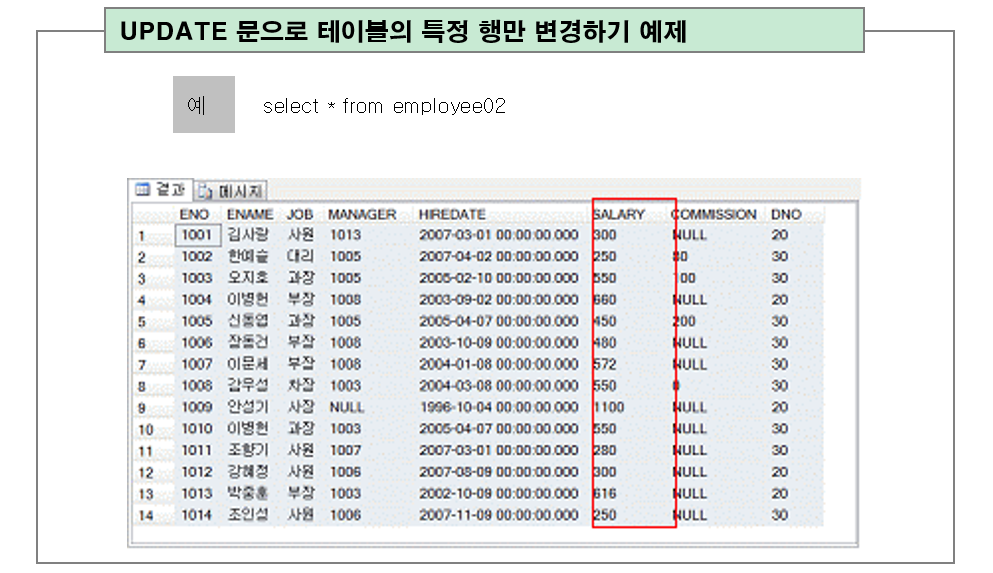 UPDATE 문으로 테이블의 특정 행만 변경하기 예제
예 select * from employee02
결과 메시지
ENO ENAME JOB MANAGER HIREDATE SALARY COMMISSION DNO
1 1001 김사랑 사원 1013 2007-03-01 00:00:00.000 300 NULL 20
2 1002 한예슬 대리 1005 2007-04-02 00:00:00.000 250 80 30
3 1003 오지호 과장 1005 2005-02-10 00:00:00.000 550 100 30
4 1004 이병헌 부장 1008 2003-09-02 00:00:00.000 660 NULL 20
5 1005 신동엽 과장 1005 2005-04-07 00:00:00.000 450 200 30
6 1006 장동건 부장 1008 2003-10-09 00:00:00.000 480 NULL 30
7 1007 이문세 부장 1008 2004-01-08 00:00:00.000 572 NULL 30
8 1008 감우성 차장 1003 2004-03-08 00:00:00.000 550 0 30
9 1009 안성기 사장 NULL 1996-10-04 00:00:00.000 1100 NULL 20
10 1010 이병헌 과장 1003 2005-04-07 00:00:00.000 550 NULL 30
11 1011 조향기 사원 1007 2007-03-01 00:00:00.000 280 NULL 30
12 1012 강혜정 사원 1006 2007-08-09 00:00:00.000 300 NULL 20
13 1013 박중훈 부장 1003 2002-10-09 00:00:00.000 616 NULL 20
14 1014 조인성 사원 1006 2007-11-09 00:00:00.000 250 NULL 30